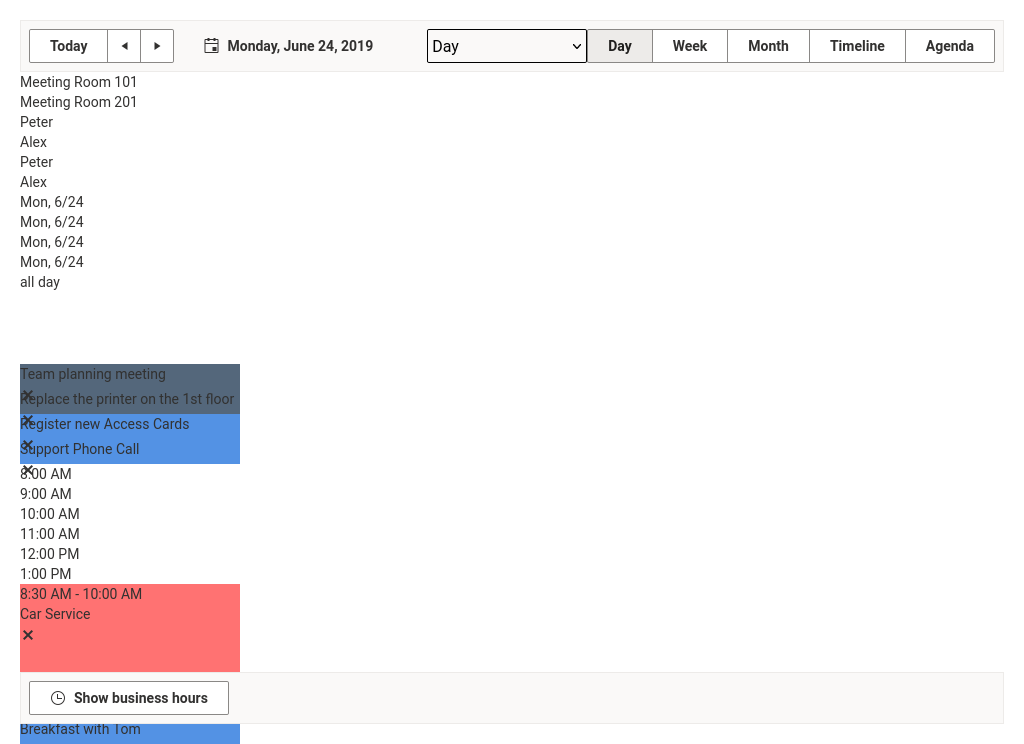 Today
Monday, June 24, 2019
Day
Day
Week
Month
Timeline
Agenda
Meeting Room 101
Meeting Room 201
Peter
Alex
Peter
Alex
Mon, 6/24
Mon, 6/24
Mon, 6/24
Mon, 6/24
all day
Team planning meeting
Replace the printer on the 1st floor
Register new Access Cards
Support Phone Call
8:00 AM
9:00 AM
10:00 AM
11:00 AM
12:00 PM
1:00 PM
8:30 AM - 10:00 AM
Car Service
Show business hours
Breakfast with Tom